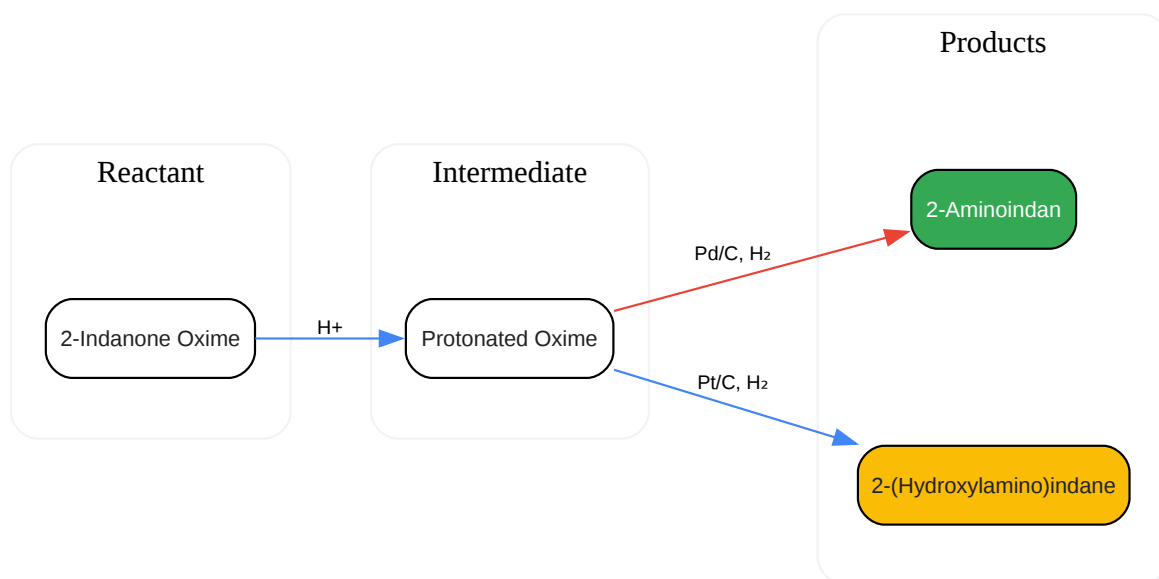 Products
Reactant
Intermediate
2-Aminoindan
Pd/C, H₂
2-Indanone Oxime
H+
Protonated Oxime
Pt/C, H₂
2-(Hydroxylamino)indane